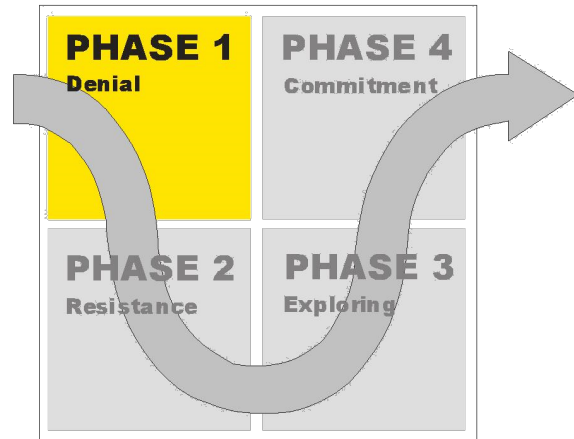 PHASE 1
Denial
PHASE 4
Commitment
PHASE 2
Resistance
PHASE 3
Exploring